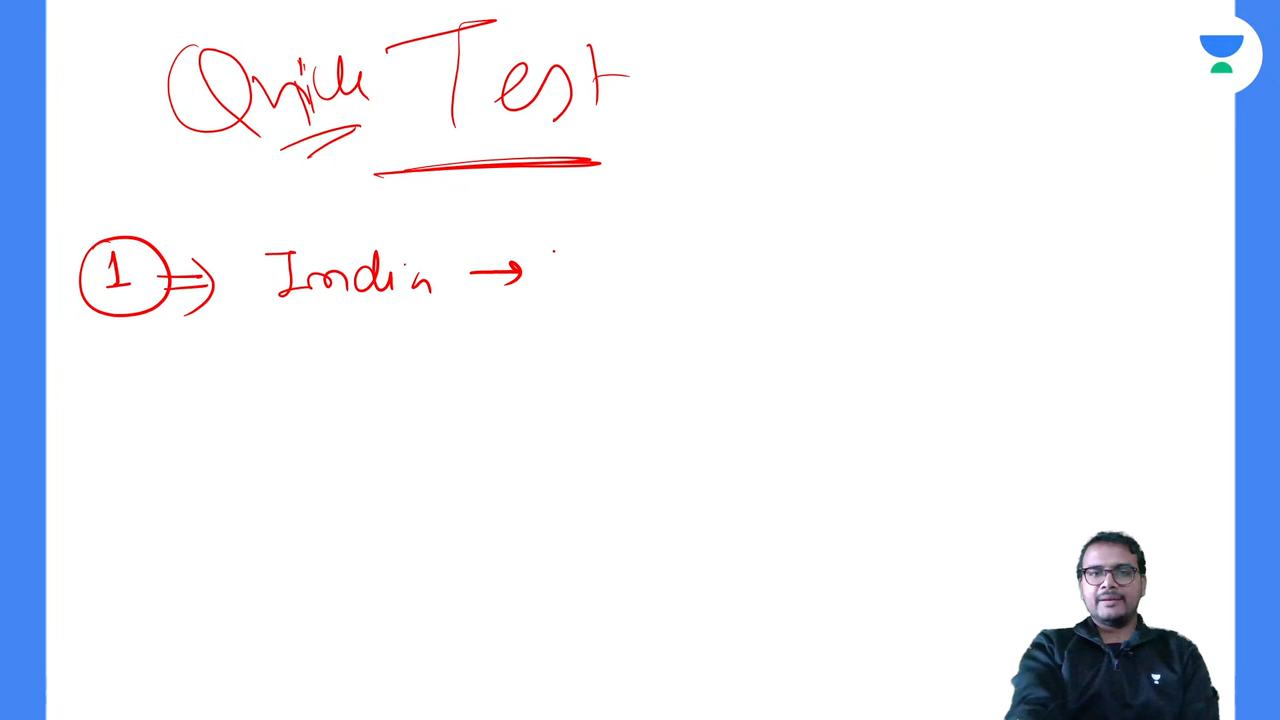 Quick Test
1 ⇒ India →